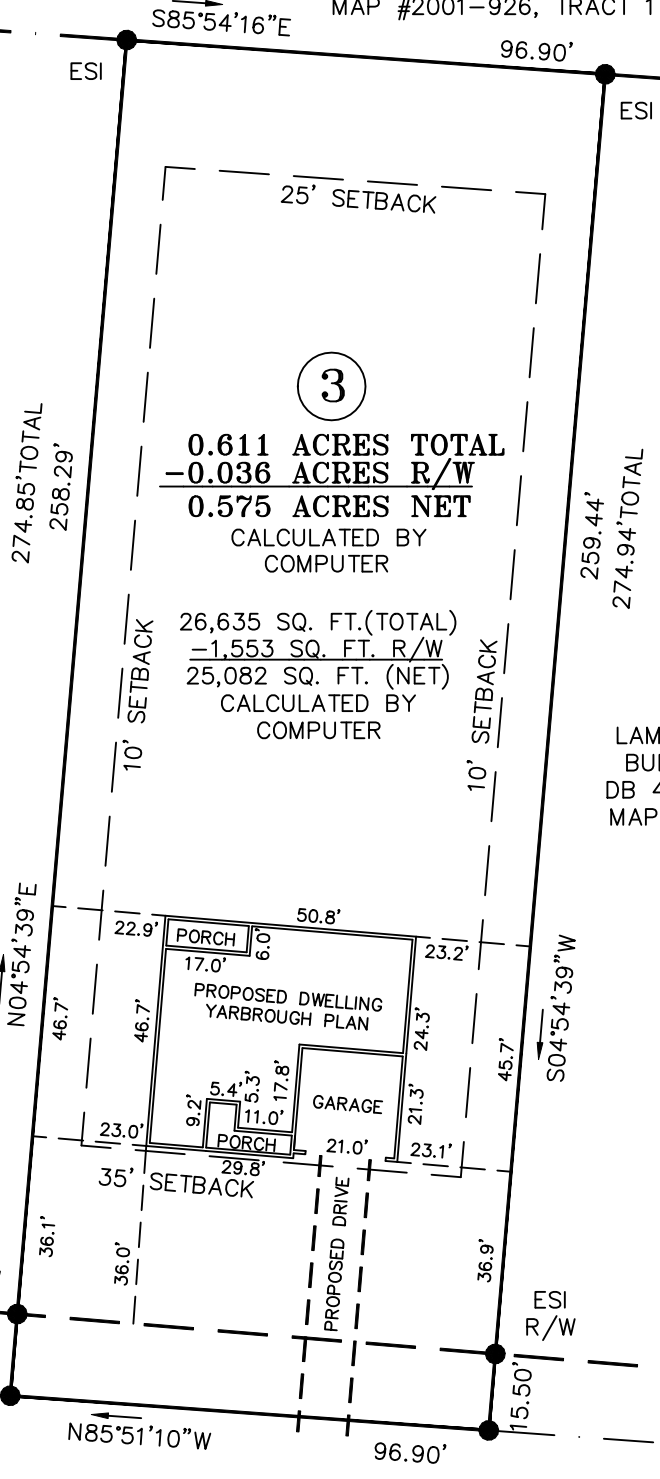 MAP #2001-926, TRACT 1
S85°54'16"E
96.90'
ESI
ESI
25' SETBACK
3
0.611 ACRES TOTAL
-0.036 ACRES R/W
0.575 ACRES NET
CALCULATED BY
COMPUTER
274.85'TOTAL
258.29'
259.44'
274.94'TOTAL
26,635 SQ. FT.(TOTAL)
-1,553 SQ. FT. R/W
25,082 SQ. FT. (NET)
CALCULATED BY
COMPUTER
10' SETBACK
10' SETBACK
LAM
BU
DB 4
MAP
N04°54'39"E
S04°54'39"W
22.9'
PORCH
6.0'
50.8'
23.2'
17.0'
PROPOSED DWELLING
YARBROUGH PLAN
46.7'
46.7'
24.3'
45.7'
17.8'
5.4'
5.3'
9.2'
11.0'
GARAGE
21.3'
23.0'
PORCH
21.0'
23.1'
29.8'
35' SETBACK
36.1'
36.0'
PROPOSED DRIVE
36.9'
ESI
R/W
15.50'
N85°51'10"W
96.90'